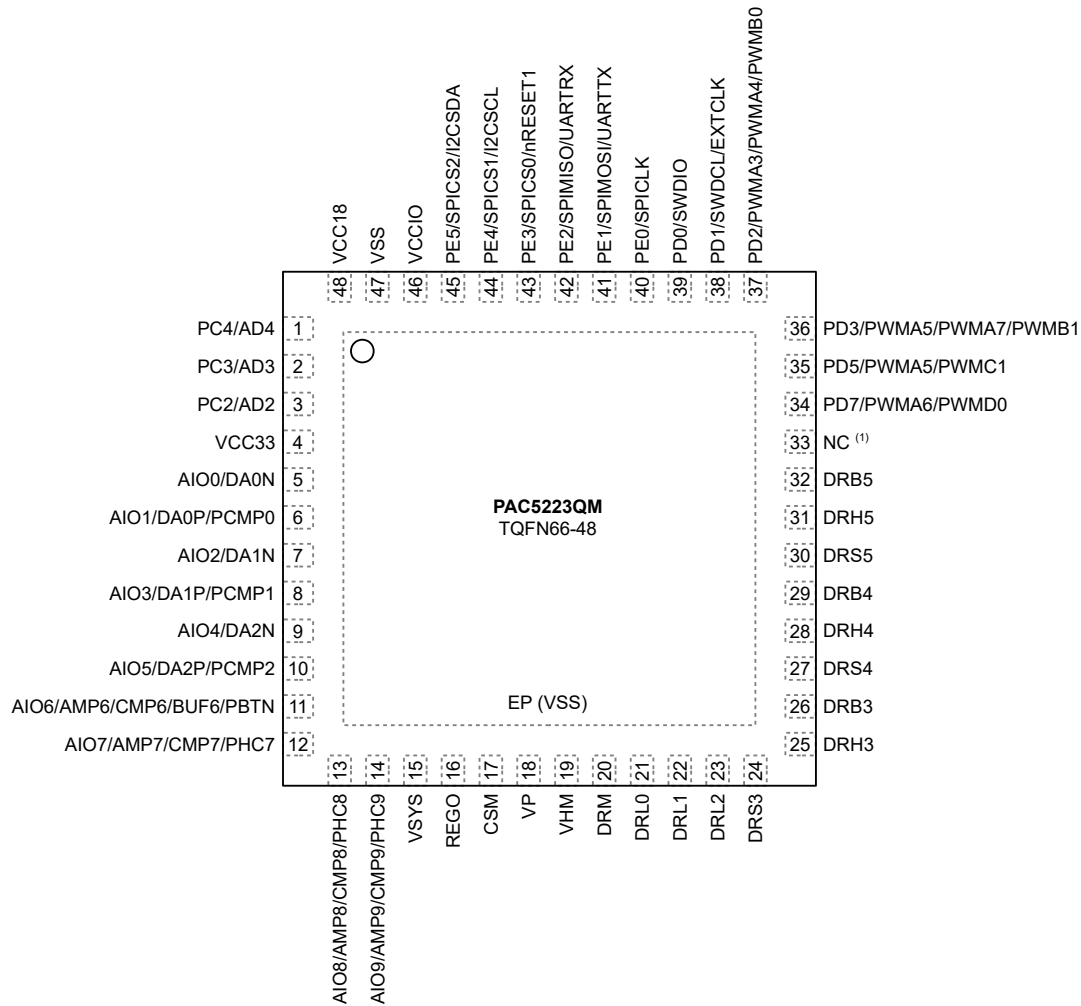 VCC18
VSS
VCCIO
PE5/SPICS2/I2CSDA
PE4/SPICS1/I2CSCL
PE3/SPICS0/nRESET1
PE2/SPIMISO/UARTRX
PE1/SPIMOSI/UARTTX
PE0/SPICLK
PD0/SWDIO
PD1/SWDCL/EXTCLK
PD2/PWMA3/PWMA4/PWMB0
48 47 46 45 44 43 42 41 40 39 38 37
PC4/AD4 1
PC3/AD3 2
PC2/AD2 3
VCC33 4
AIO0/DA0N 5
AIO1/DA0P/PCMP0 6
AIO2/DA1N 7
AIO3/DA1P/PCMP1 8
AIO4/DA2N 9
AIO5/DA2P/PCMP2 10
AIO6/AMP6/CMP6/BUF6/PBTN 11
AIO7/AMP7/CMP7/PHC7 12
PAC5223QM
TQFN66-48
EP (VSS)
36 PD3/PWMA5/PWMA7/PWMB1
35 PD5/PWMA5/PWMC1
34 PD7/PWMA6/PWMD0
33 NC (1)
32 DRB5
31 DRH5
30 DRS5
29 DRB4
28 DRH4
27 DRS4
26 DRB3
25 DRH3
13 14 15 16 17 18 19 20 21 22 23 24
AIO8/AMP8/CMP8/PHC8
AIO9/AMP9/CMP9/PHC9
VSYS
REGO
CSM
VP
VHM
DRM
DRL0
DRL1
DRL2
DRS3